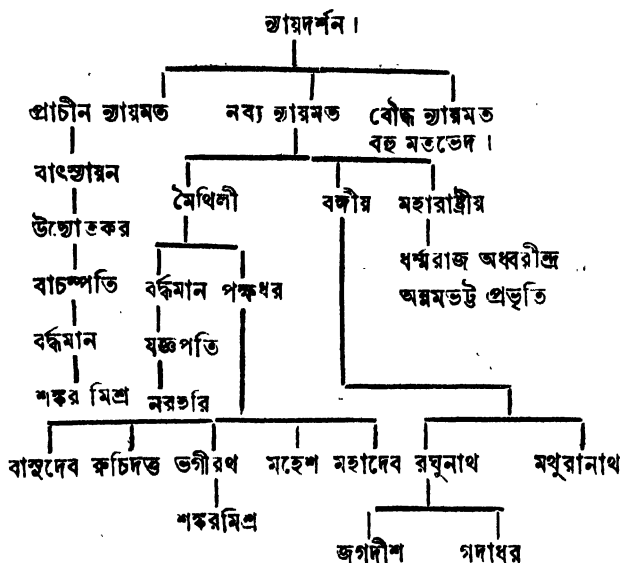 ন্যায়দর্শন।
প্রাচীন ন্যায়মত নব্য ন্যায়মত বৌদ্ধ ন্যায়মত
বহু মতভেদ।
বাৎস্যায়ন
মৈথিলী বঙ্গীয় মহারাষ্ট্রীয়
উদ্যোতকর
ধর্ম্মরাজ অধ্বরীন্দ্র
বাচস্পতি বর্দ্ধমান পক্ষধর
অন্নমভট্ট প্রভৃতি
বর্দ্ধমান যজ্ঞপতি
শঙ্কর মিশ্র নরহরি
বাসুদেব রুচিদত্ত ভগীরথ মহেশ মহাদেব রঘুনাথ মথুরানাথ
শঙ্করমিশ্র
জগদীশ গদাধর